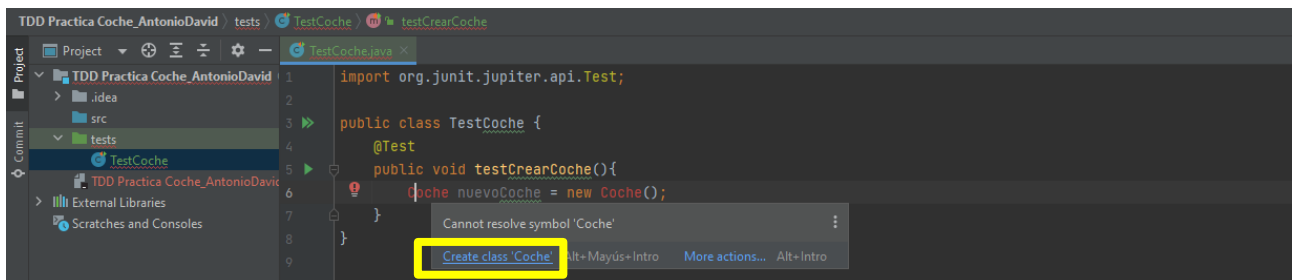 TDD Practica Coche_AntonioDavid 〉 tests 〉 TestCoche 〉 testCrearCoche
Project
Project
Commit
TestCoche.java
TDD Practica Coche_AntonioDavid
.idea
src
tests
TestCoche
TDD Practica Coche_AntonioDavid
External Libraries
Scratches and Consoles
1 import org.junit.jupiter.api.Test;
2
3 public class TestCoche {
4 @Test
5 public void testCrearCoche(){
6 Coche nuevoCoche = new Coche();
7 }
8 }
9
Cannot resolve symbol 'Coche'
Create class 'Coche' Alt+Mayús+Intro More actions... Alt+Intro